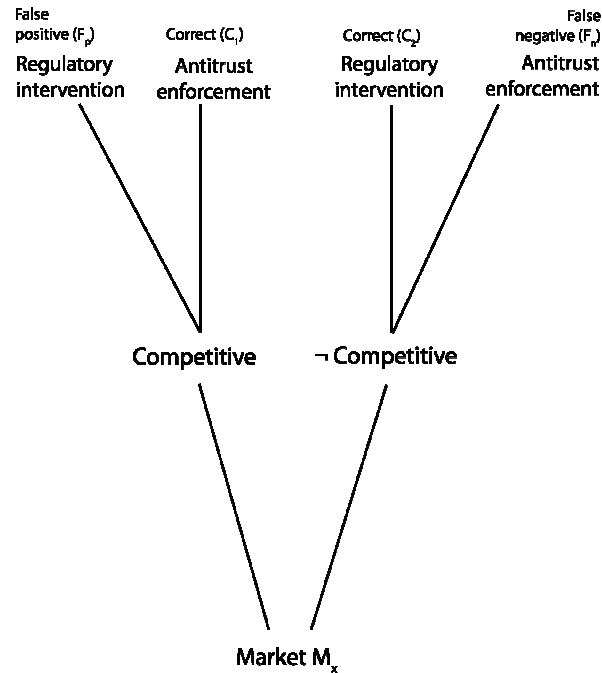 False
positive (Fp)
Regulatory
intervention
Correct (C1)
Antitrust
enforcement
Correct (C2)
Regulatory
intervention
False
negative (Fn)
Antitrust
enforcement
Competitive
¬ Competitive
Market Mx